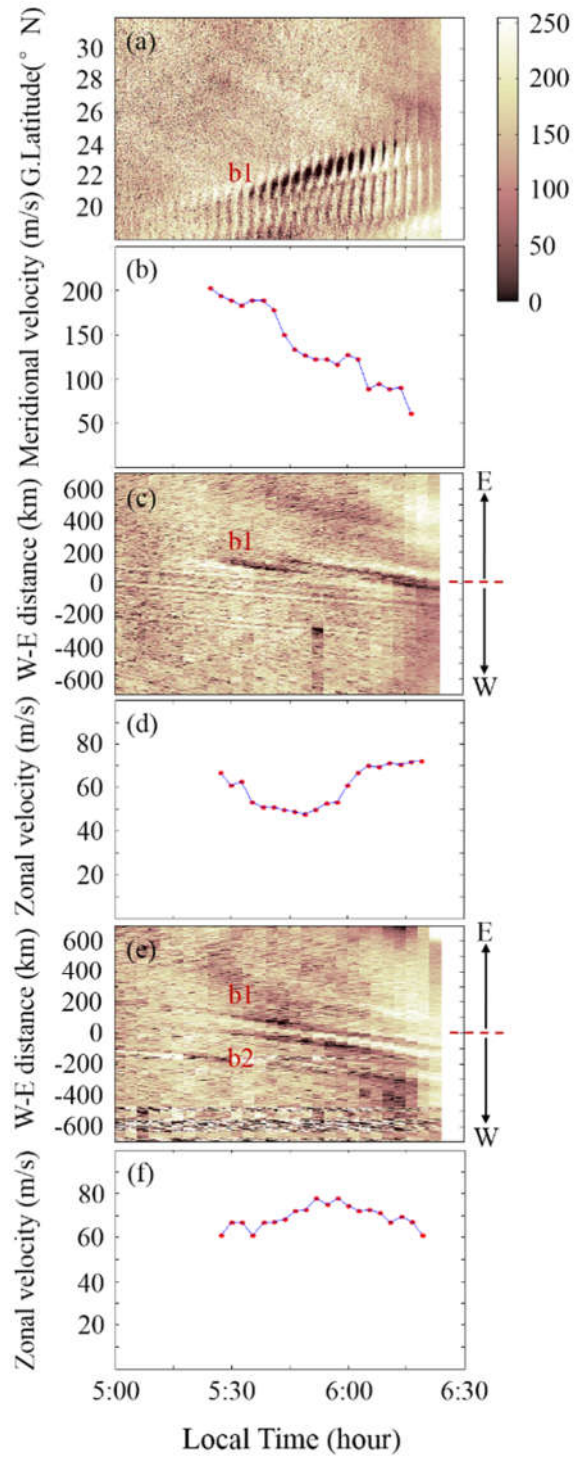 (a)
G.Latitude(° N)
32
30
28
26
24
22
20
b1
250
200
150
100
50
0
(b)
Meridional velocity (m/s)
200
150
100
50
(c)
W-E distance (km)
600
400
200
0
-200
-400
-600
b1
E
W
(d)
Zonal velocity (m/s)
80
60
40
20
(e)
W-E distance (km)
600
400
200
0
-200
-400
-600
b1
b2
E
W
(f)
Zonal velocity (m/s)
80
60
40
20
5:00 5:30 6:00 6:30
Local Time (hour)